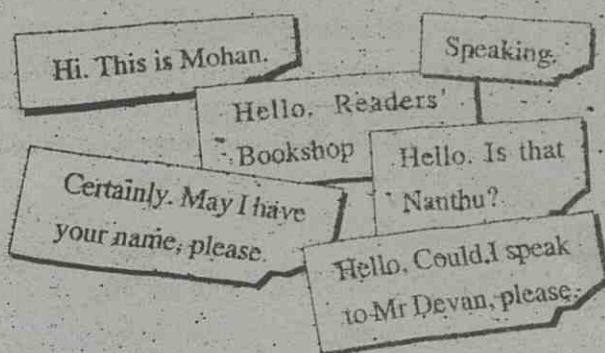 Hi. This is Mohan.
Speaking.
Hello, Readers'
Bookshop
Hello. Is that
Nanthu?
Certainly. May I have
your name, please.
Hello, Could I speak
to Mr Devan, please.